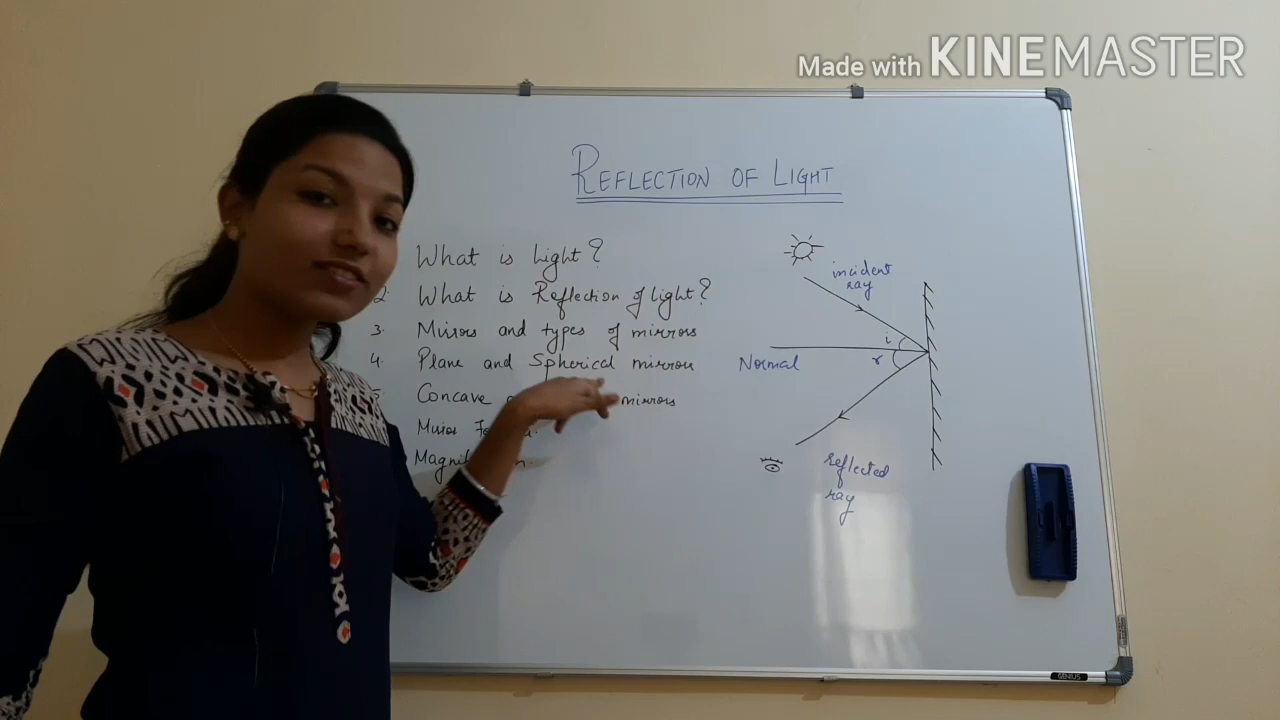 Made with KINEMASTER
REFLECTION OF LIGHT
What is light?
2. What is Reflection of light?
3. Mirrors and types of mirrors
4. Plane and Spherical mirrors
Concave mirrors
Mirror
incident
ray
i
r
Normal
reflected
ray
GENIUS